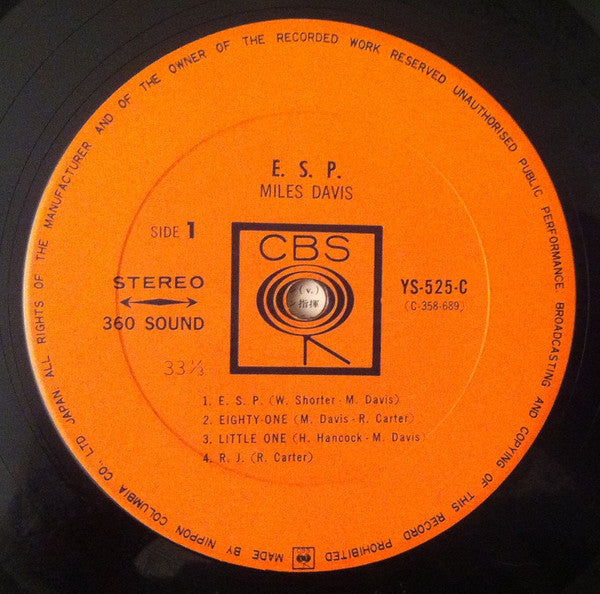 E. S. P.
MILES DAVIS
SIDE 1
CBS
STEREO
360 SOUND
33⅓
YS-525-C
(C-358-689)
(v.)
指揮
1. E. S. P. (W. Shorter - M. Davis)
2. EIGHTY-ONE (M. Davis - R. Carter)
3. LITTLE ONE (H. Hancock - M. Davis)
4. R. J. (R. Carter)
MADE BY NIPPON COLUMBIA CO., LTD JAPAN. ALL RIGHTS OF THE MANUFACTURER AND OF THE OWNER OF THE RECORDED WORK RESERVED UNAUTHORISED PUBLIC PERFORMANCE BROADCASTING AND COPYING OF THIS RECORD PROHIBITED